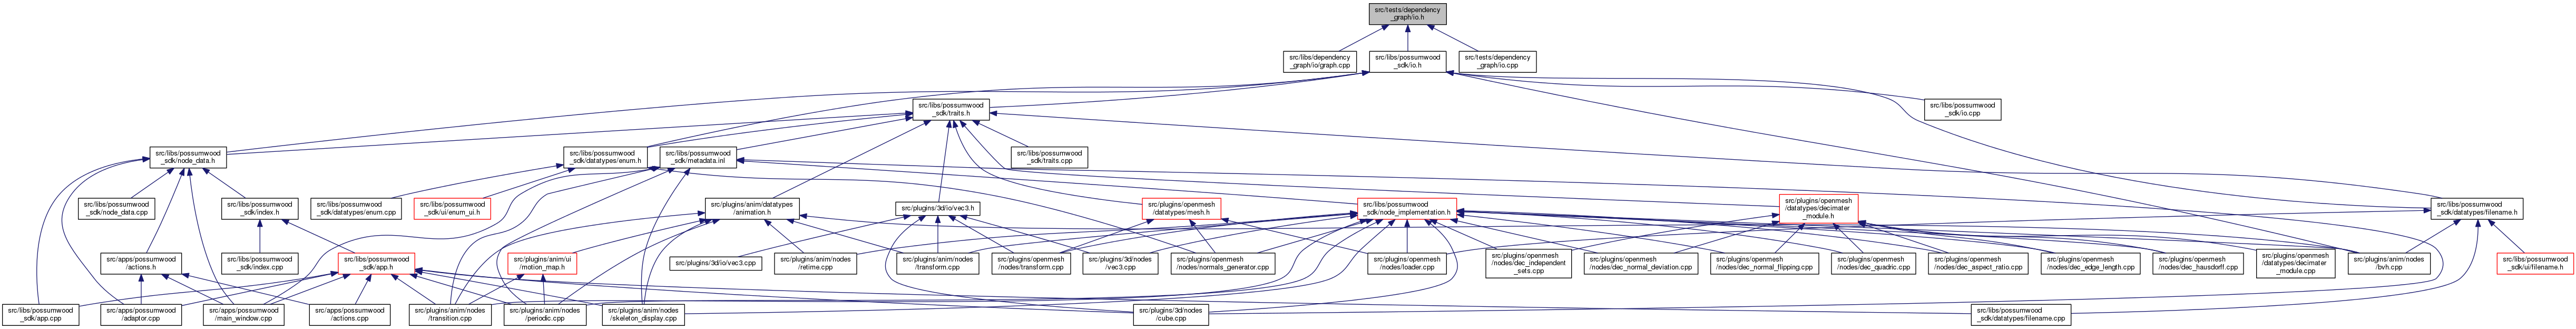 src/tests/dependency
_graph/io.h
src/libs/dependency
_graph/io/graph.cpp
src/libs/possumwood
_sdk/io.h
src/tests/dependency
_graph/io.cpp
src/libs/possumwood
_sdk/traits.h
src/libs/possumwood
_sdk/io.cpp
src/libs/possumwood
_sdk/node_data.h
src/libs/possumwood
_sdk/datatypes/enum.h
src/libs/possumwood
_sdk/metadata.inl
src/libs/possumwood
_sdk/traits.cpp
src/libs/possumwood
_sdk/node_data.cpp
src/libs/possumwood
_sdk/index.h
src/libs/possumwood
_sdk/datatypes/enum.cpp
src/libs/possumwood
_sdk/ui/enum_ui.h
src/plugins/anim/datatypes
/animation.h
src/plugins/3d/io/vec3.h
src/plugins/openmesh
/datatypes/mesh.h
src/libs/possumwood
_sdk/node_implementation.h
src/plugins/openmesh
/datatypes/decimater
_module.h
src/libs/possumwood
_sdk/datatypes/filename.h
src/apps/possumwood
/actions.h
src/libs/possumwood
_sdk/index.cpp
src/libs/possumwood
_sdk/app.h
src/plugins/anim/ui
/motion_map.h
src/plugins/3d/io/vec3.cpp
src/plugins/anim/nodes
/retime.cpp
src/plugins/anim/nodes
/transform.cpp
src/plugins/openmesh
/nodes/transform.cpp
src/plugins/3d/nodes
/vec3.cpp
src/plugins/openmesh
/nodes/normals_generator.cpp
src/plugins/openmesh
/nodes/loader.cpp
src/plugins/openmesh
/nodes/dec_independent
_sets.cpp
src/plugins/openmesh
/nodes/dec_normal_deviation.cpp
src/plugins/openmesh
/nodes/dec_normal_flipping.cpp
src/plugins/openmesh
/nodes/dec_quadric.cpp
src/plugins/openmesh
/nodes/dec_aspect_ratio.cpp
src/plugins/openmesh
/nodes/dec_edge_length.cpp
src/plugins/openmesh
/nodes/dec_hausdorff.cpp
src/plugins/openmesh
/datatypes/decimater
_module.cpp
src/plugins/anim/nodes
/bvh.cpp
src/libs/possumwood
_sdk/ui/filename.h
src/libs/possumwood
_sdk/app.cpp
src/apps/possumwood
/adaptor.cpp
src/apps/possumwood
/main_window.cpp
src/apps/possumwood
/actions.cpp
src/plugins/anim/nodes
/transition.cpp
src/plugins/anim/nodes
/periodic.cpp
src/plugins/anim/nodes
/skeleton_display.cpp
src/plugins/3d/nodes
/cube.cpp
src/libs/possumwood
_sdk/datatypes/filename.cpp